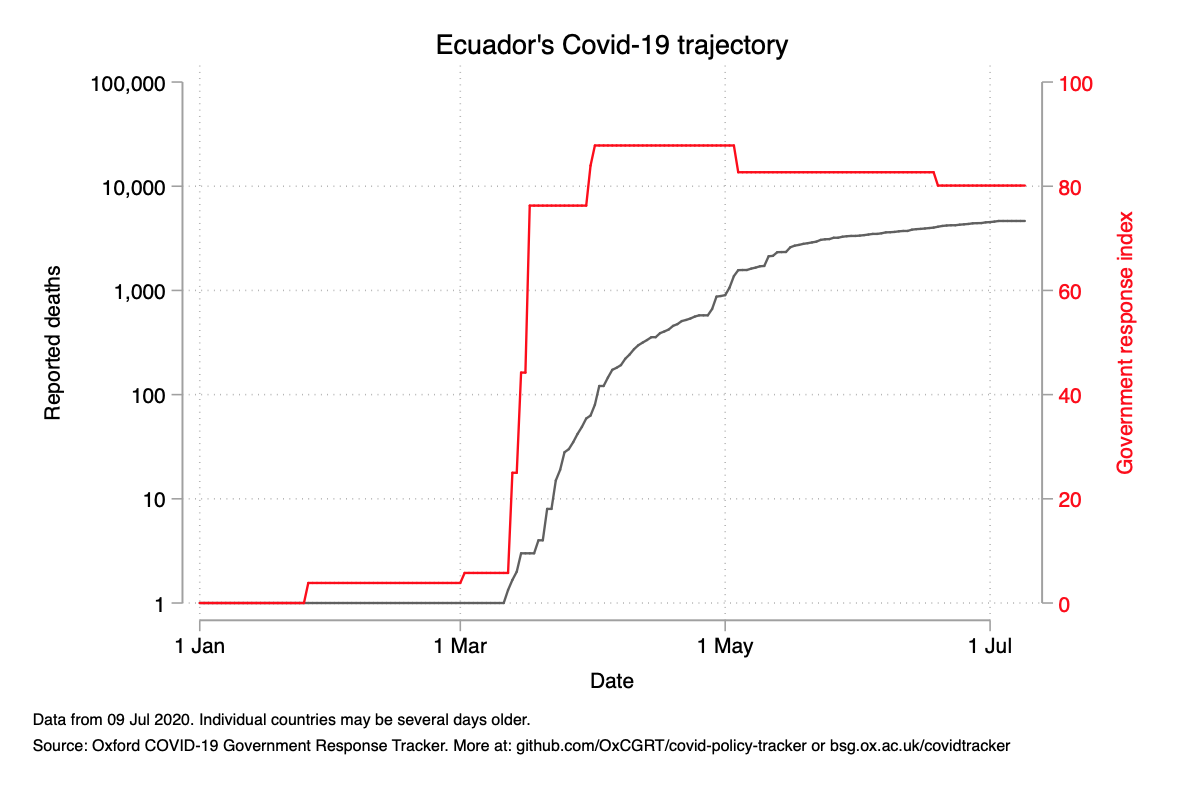 Ecuador's Covid-19 trajectory
100,000
10,000
1,000
100
10
1
Reported deaths
100
80
60
40
20
0
Government response index
1 Jan
1 Mar
1 May
1 Jul
Date
Data from 09 Jul 2020. Individual countries may be several days older.
Source: Oxford COVID-19 Government Response Tracker. More at: github.com/OxCGRT/covid-policy-tracker or bsg.ox.ac.uk/covidtracker